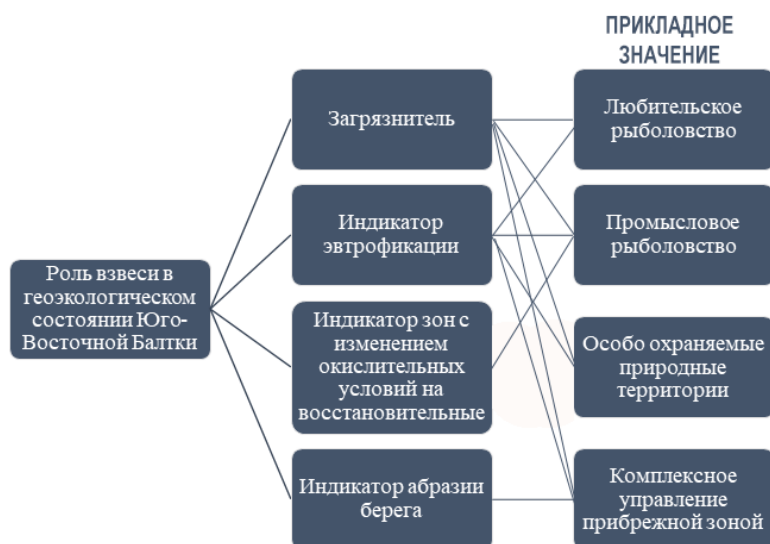 ПРИКЛАДНОЕ
ЗНАЧЕНИЕ
Роль взвеси в
геоэкологическом
состоянии Юго-
Восточной Балтки
Загрязнитель
Индикатор
эвтрофикации
Индикатор зон с
изменением
окислительных
условий на
восстановительные
Индикатор абразии
берега
Любительское
рыболовство
Промысловое
рыболовство
Особо охраняемые
природные
территории
Комплексное
управление
прибрежной зоной